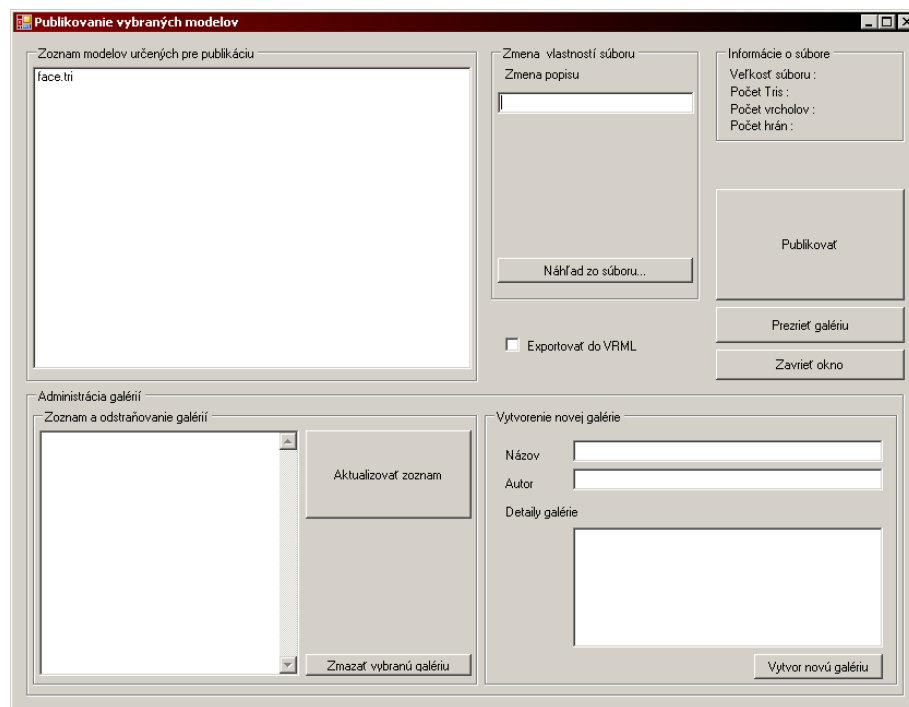 Publikovanie vybraných modelov
Zoznam modelov určených pre publikáciu
face.tri
Zmena vlastností súboru
Zmena popisu
Náhľad zo súboru...
Exportovať do VRML
Informácie o súbore
Veľkosť súboru :
Počet Tris :
Počet vrcholov :
Počet hrán :
Publikovať
Prezrieť galériu
Zavrieť okno
Administrácia galérií
Zoznam a odstraňovanie galérií
Aktualizovať zoznam
Zmazať vybranú galériu
Vytvorenie novej galérie
Názov
Autor
Detaily galérie
Vytvor novú galériu